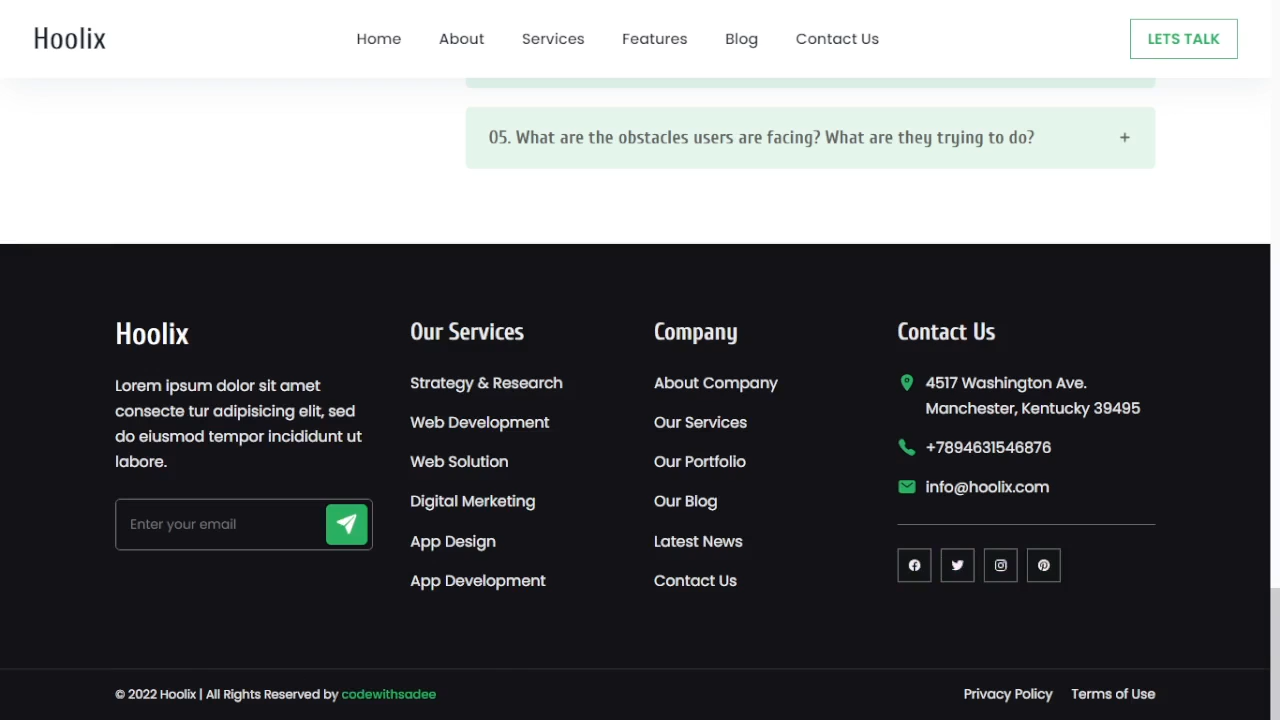 Hoolix
Home
About
Services
Features
Blog
Contact Us
LETS TALK
05. What are the obstacles users are facing? What are they trying to do?
+
Hoolix
Lorem ipsum dolor sit amet
consecte tur adipisicing elit, sed
do eiusmod tempor incididunt ut
labore.
Enter your email
Our Services
Strategy & Research
Web Development
Web Solution
Digital Merketing
App Design
App Development
Company
About Company
Our Services
Our Portfolio
Our Blog
Latest News
Contact Us
Contact Us
4517 Washington Ave.
Manchester, Kentucky 39495
+7894631546876
info@hoolix.com
© 2022 Hoolix | All Rights Reserved by codewithsadee
Privacy Policy
Terms of Use